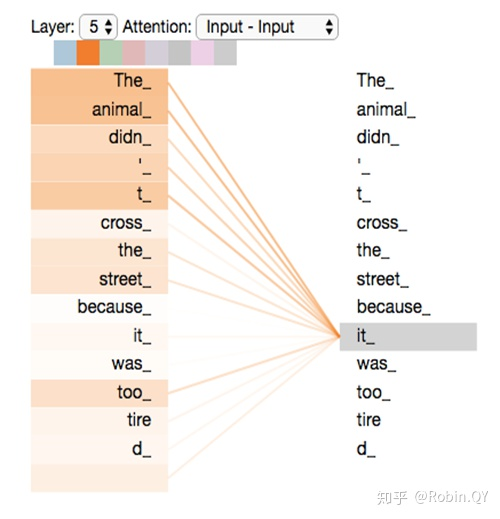 Layer: 5 Attention: Input - Input
The_ The_
animal_ animal_
didn_ didn_
'_ '_
t_ t_
cross_ cross_
the_ the_
street_ street_
because_ because_
it_ it_
was_ was_
too_ too_
tire tire
d_ d_
知乎 @Robin.QY